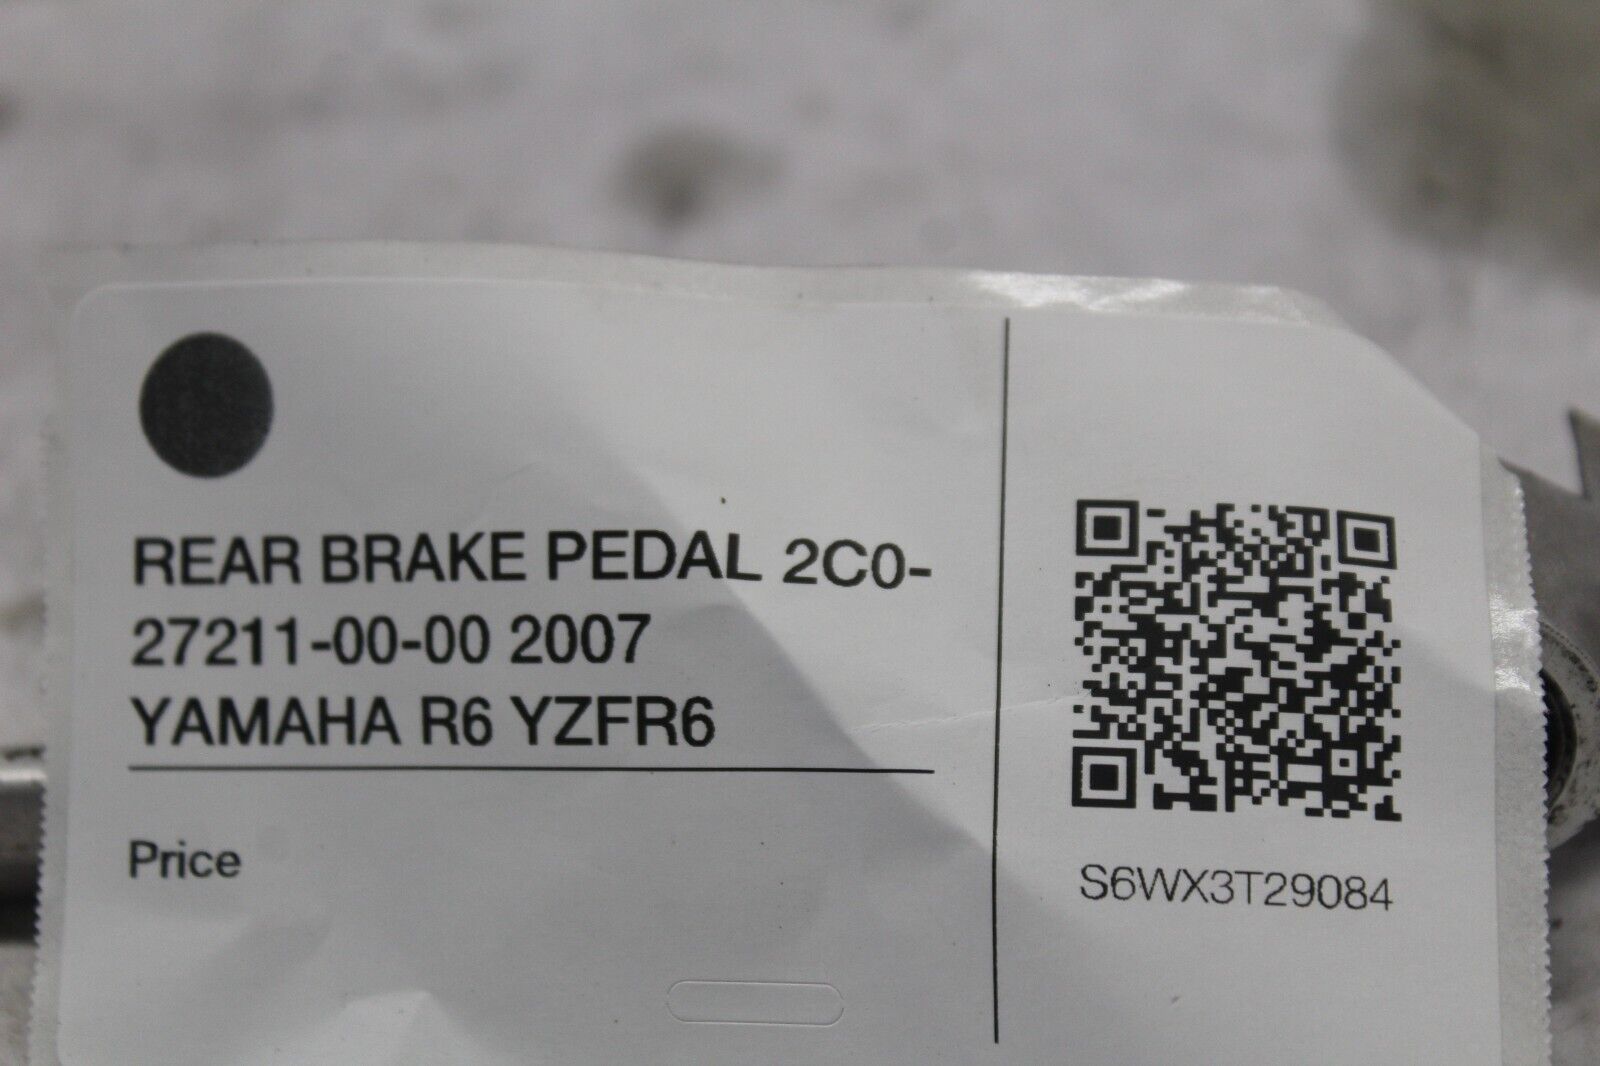 REAR BRAKE PEDAL 2C0-
27211-00-00 2007
YAMAHA R6 YZFR6
Price
S6WX3T29084